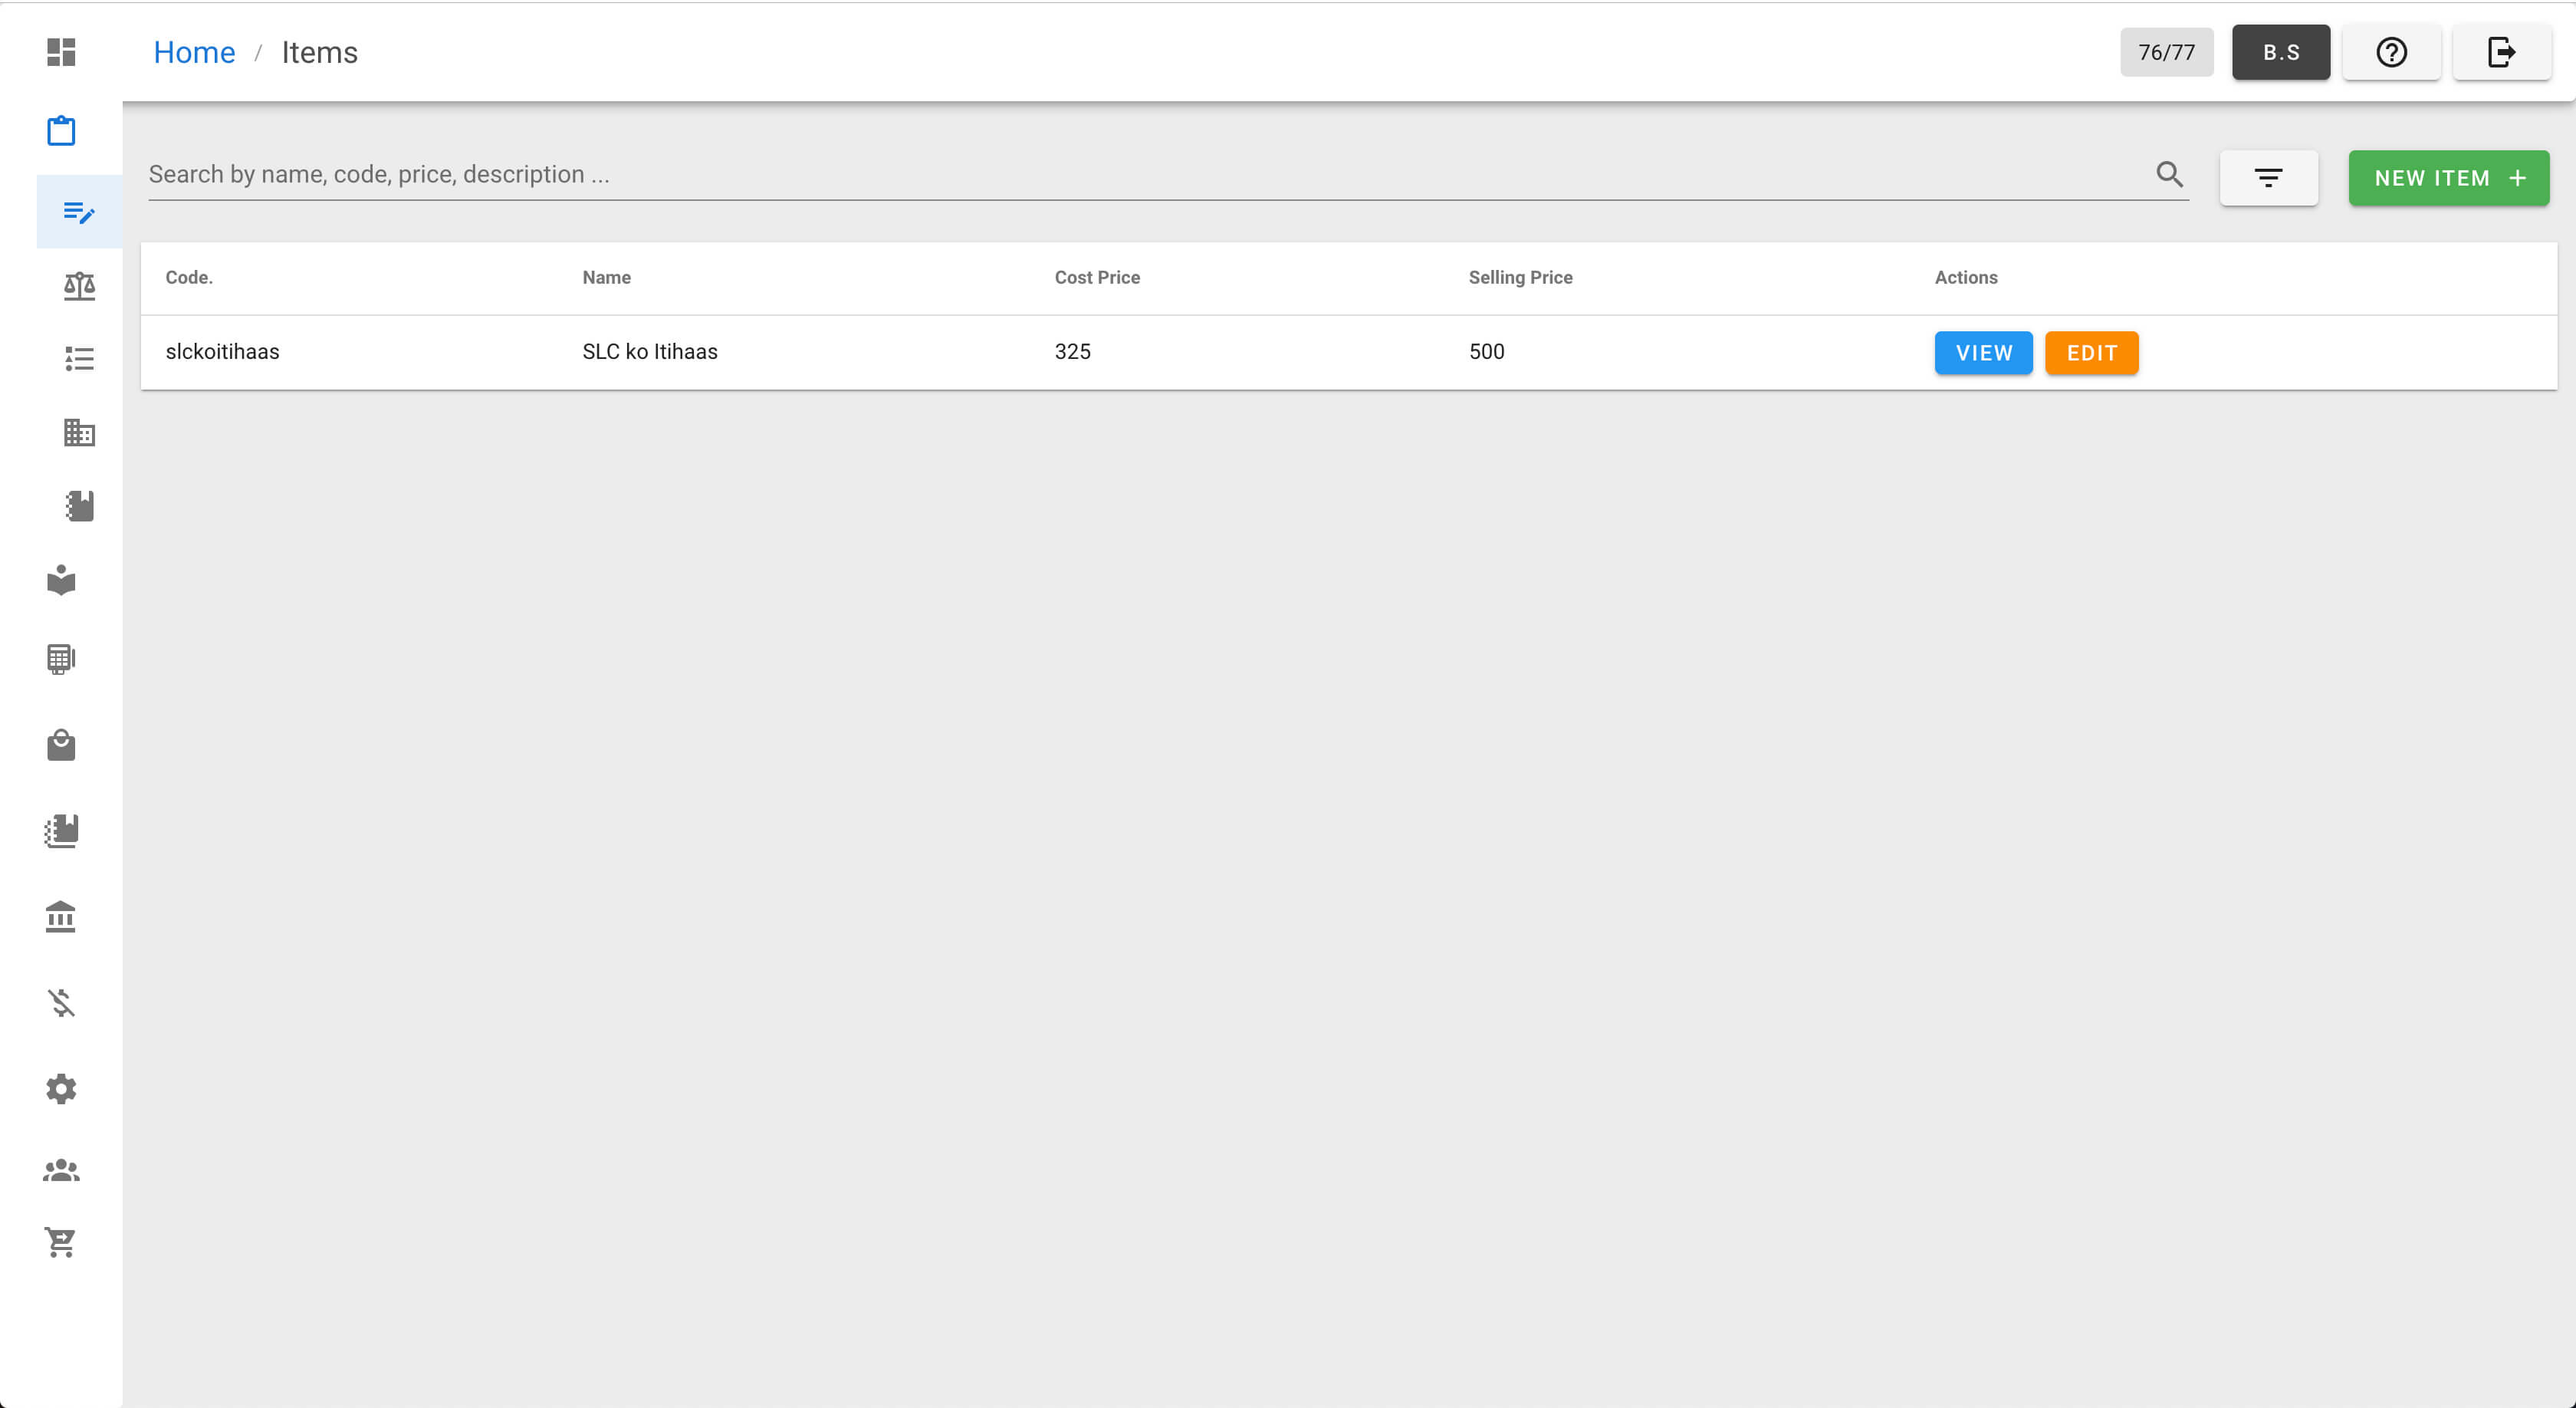 Home / Items 76/77 B.S
Search by name, code, price, description ... NEW ITEM +
Code. Name Cost Price Selling Price Actions
slckoitihaas SLC ko Itihaas 325 500 VIEW EDIT